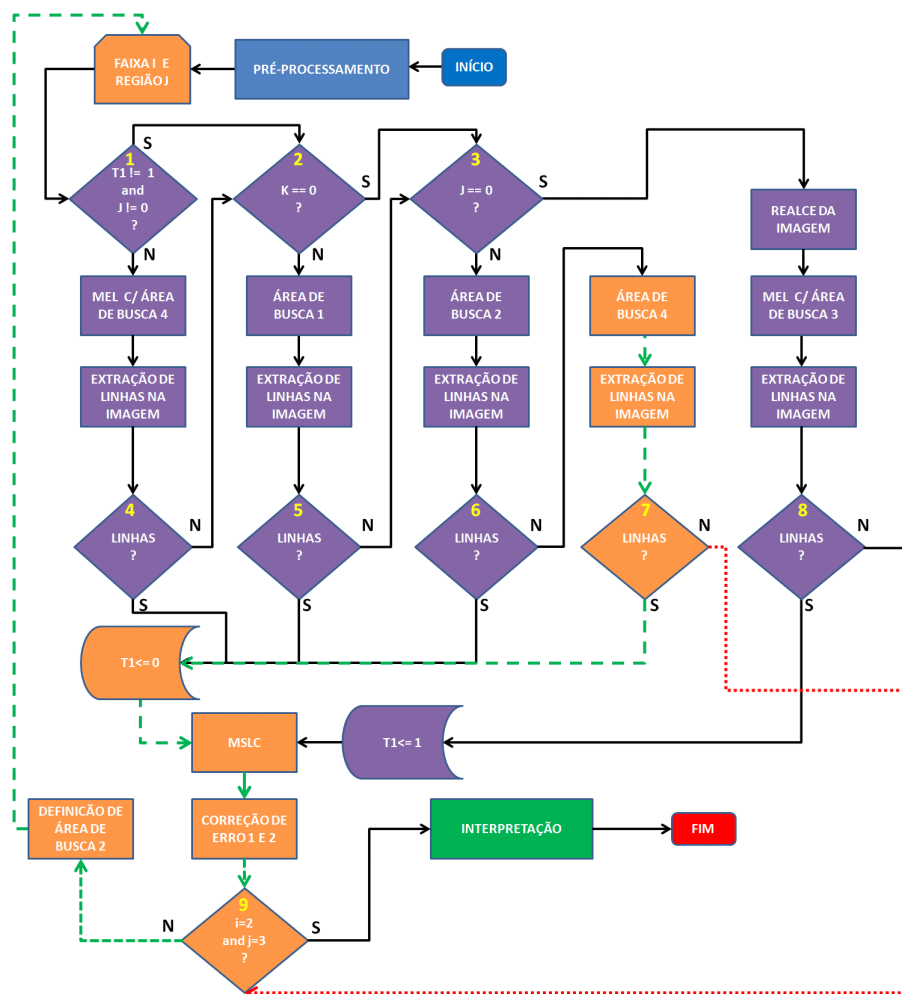 FAIXA I E
REGIÃO J
PRÉ-PROCESSAMENTO
INÍCIO
1
T1 != 1
and
J != 0
?
S
N
2
K == 0
?
S
N
3
J == 0
?
S
N
REALCE DA
IMAGEM
MEL C/ ÁREA
DE BUSCA 4
ÁREA DE
BUSCA 1
ÁREA DE
BUSCA 2
ÁREA DE
BUSCA 4
MEL C/ ÁREA
DE BUSCA 3
EXTRAÇÃO DE
LINHAS NA
IMAGEM
EXTRAÇÃO DE
LINHAS NA
IMAGEM
EXTRAÇÃO DE
LINHAS NA
IMAGEM
EXTRAÇÃO DE
LINHAS NA
IMAGEM
EXTRAÇÃO DE
LINHAS NA
IMAGEM
4
LINHAS
?
N
S
5
LINHAS
?
N
S
6
LINHAS
?
N
S
7
LINHAS
?
N
S
8
LINHAS
?
N
S
T1<= 0
MSLC
T1<= 1
DEFINICÃO DE
ÁREA DE
BUSCA 2
CORREÇÃO DE
ERRO 1 E 2
INTERPRETAÇÃO
FIM
9
i=2
and j=3
?
N
S